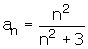 aₙ = n² / (n² + 3)